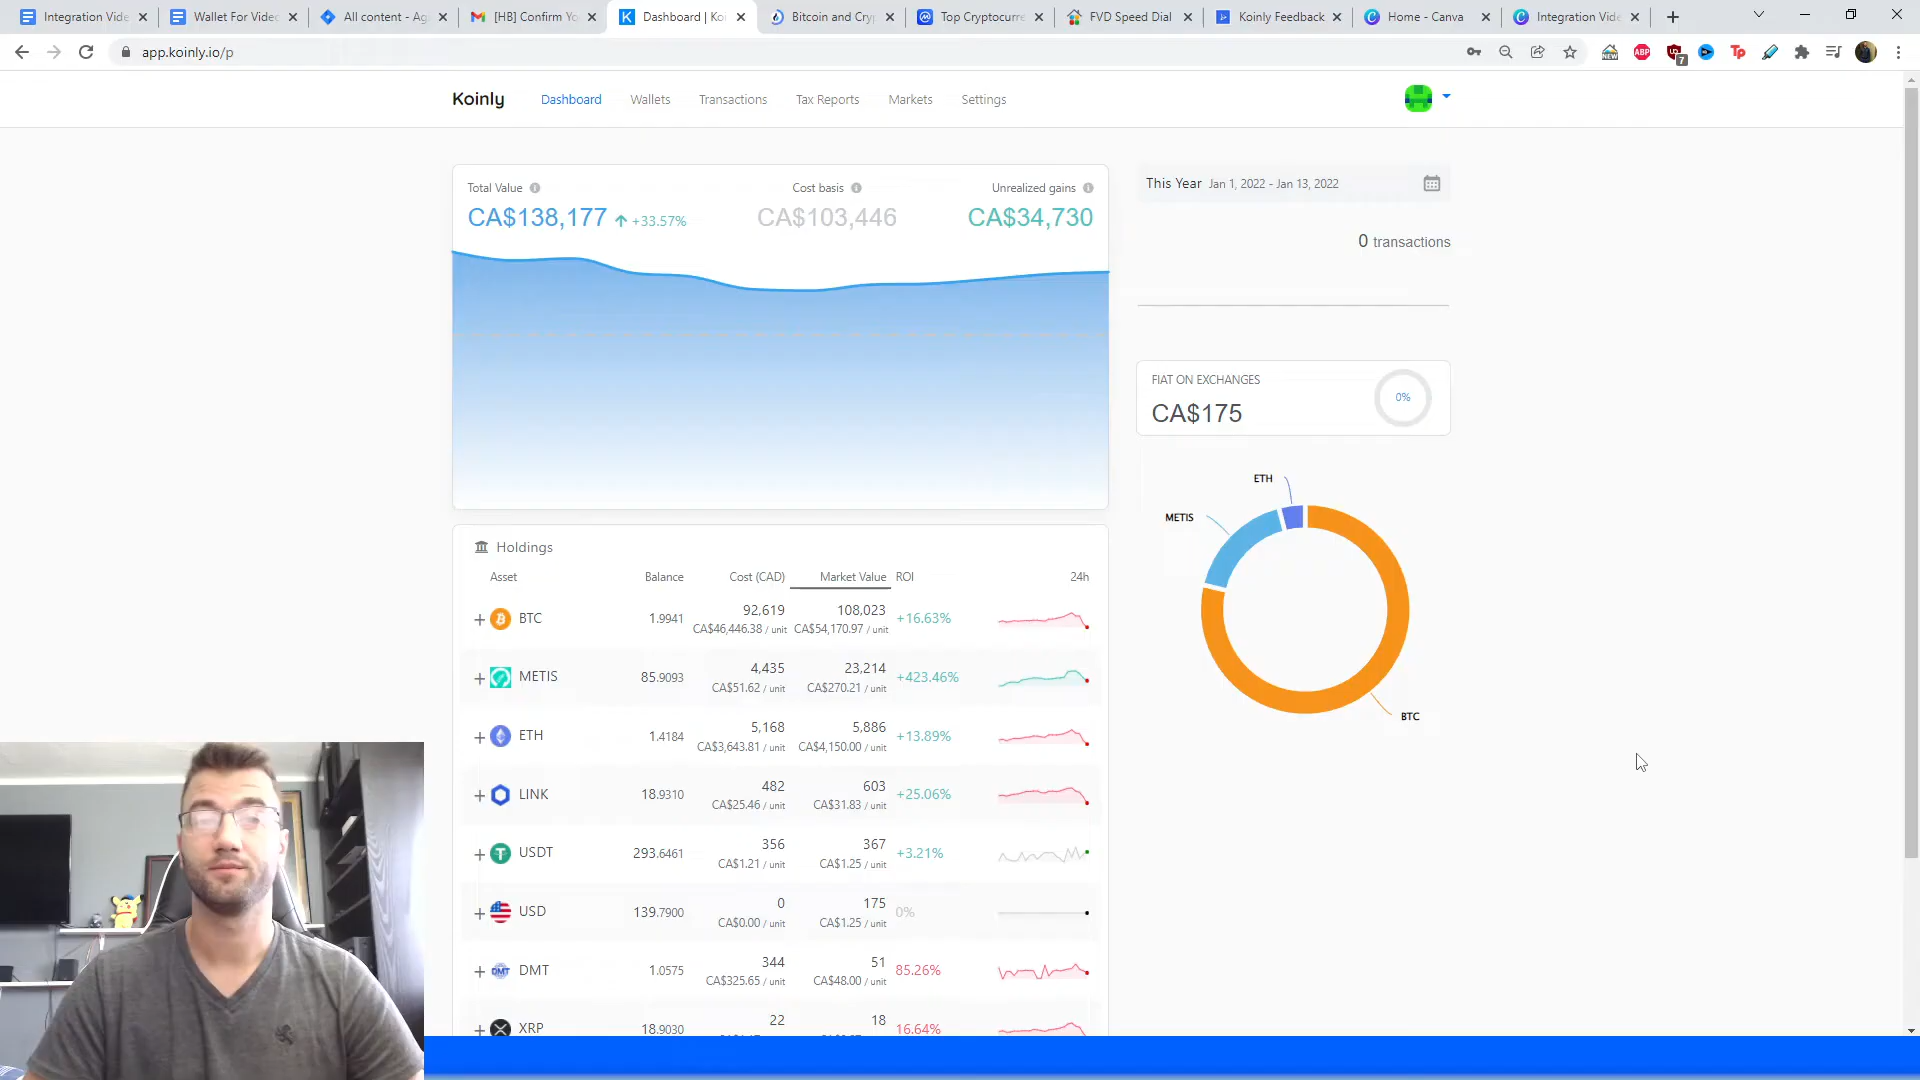 Integration Vide
Wallet For Vide
All content - Ag
[HB] Confirm Yo
Dashboard | Ko
Bitcoin and Cry
Top Cryptocurre
FVD Speed Dial
Koinly Feedback
Home - Canva
Integration Vide
app.koinly.io/p
NEW
ABP
7
Tp
Koinly
Dashboard
Wallets
Transactions
Tax Reports
Markets
Settings
Total Value
Cost basis
Unrealized gains
CA$138,177 +33.57%
CA$103,446
CA$34,730
This Year Jan 1, 2022 - Jan 13, 2022
0 transactions
FIAT ON EXCHANGES
CA$175
0%
ETH
METIS
BTC
Holdings
Asset Balance Cost (CAD) Market Value ROI 24h
BTC 1.9941 92,619 108,023 +16.63%
CA$46,446.38 / unit CA$54,170.97 / unit
METIS 85.9093 4,435 23,214 +423.46%
CA$51.62 / unit CA$270.21 / unit
ETH 1.4184 5,168 5,886 +13.89%
CA$3,643.81 / unit CA$4,150.00 / unit
LINK 18.9310 482 603 +25.06%
CA$25.46 / unit CA$31.83 / unit
USDT 293.6461 356 367 +3.21%
CA$1.21 / unit CA$1.25 / unit
USD 139.7900 0 175 0%
CA$0.00 / unit CA$1.25 / unit
DMT DMT 1.0575 344 51 85.26%
CA$325.65 / unit CA$48.00 / unit
XRP 18.9030 22 18 16.64%